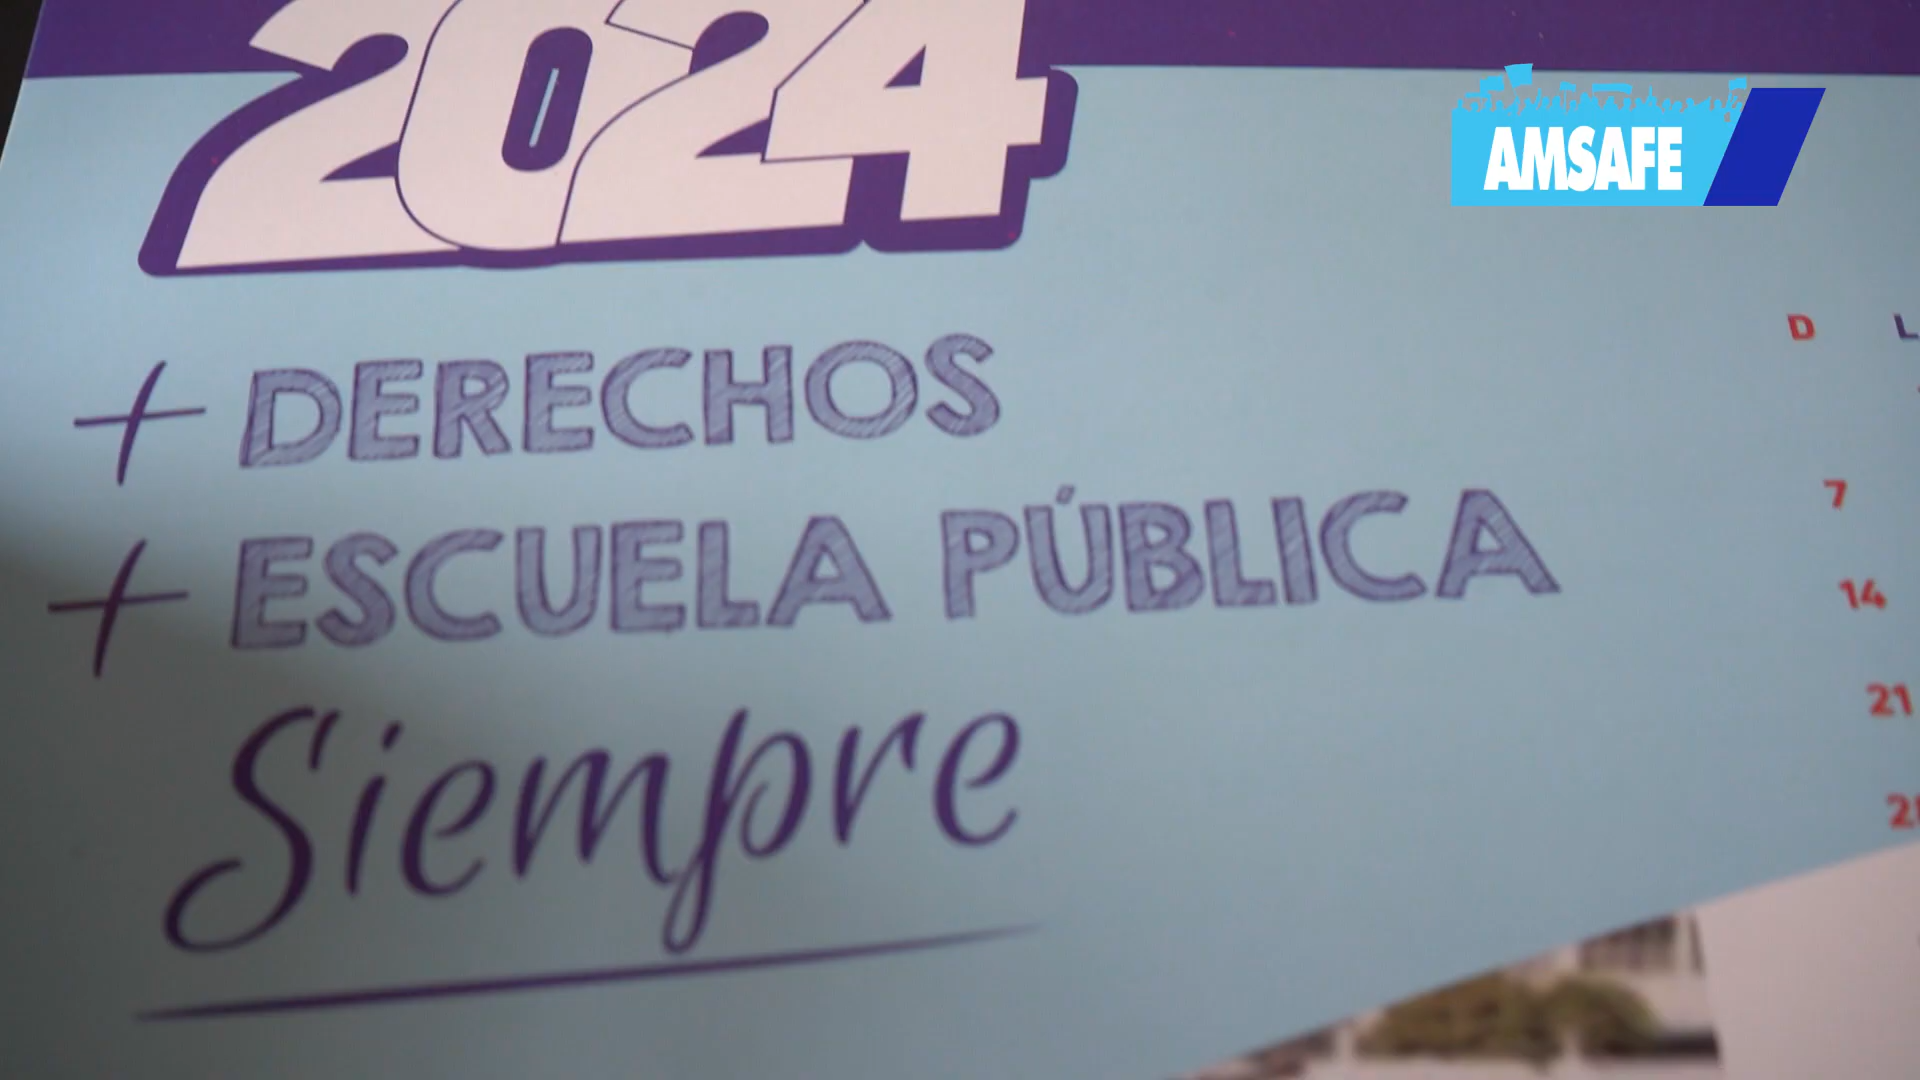 2024
AMSAFE
+ DERECHOS
+ ESCUELA PÚBLICA
Siempre
D L
7
14
21